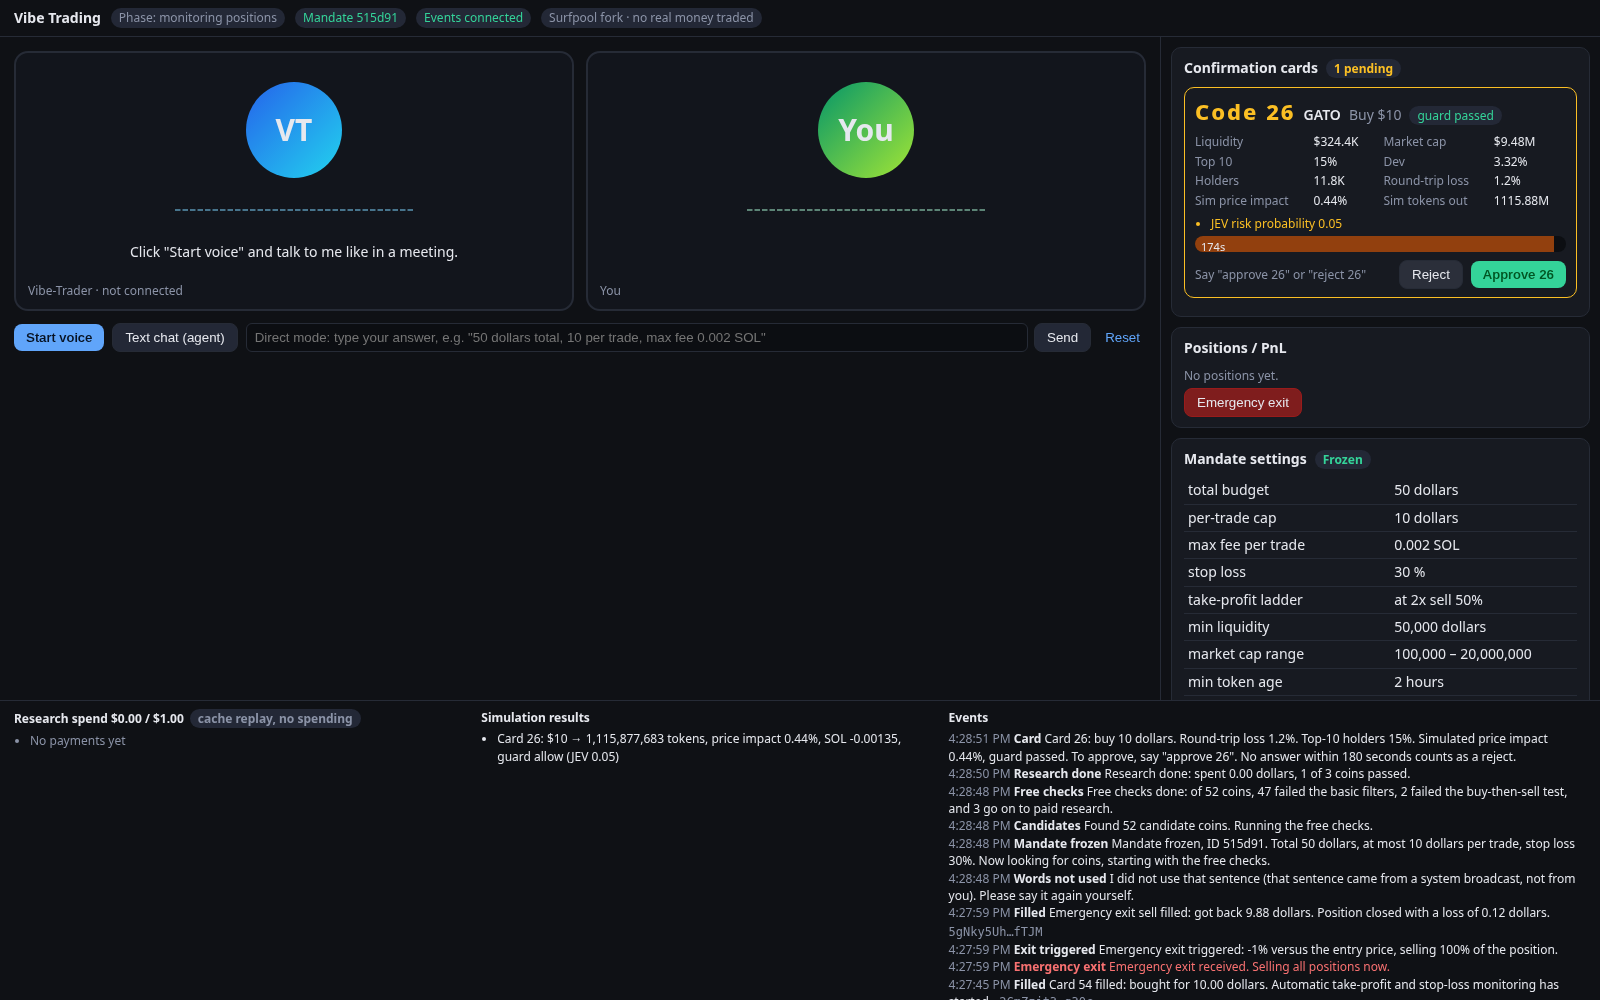 Vibe Trading Phase: monitoring positions Mandate 515d91 Events connected Surfpool fork · no real money traded
VT
Click "Start voice" and talk to me like in a meeting.
Vibe-Trader · not connected
You
You
Start voice Text chat (agent) Direct mode: type your answer, e.g. "50 dollars total, 10 per trade, max fee 0.002 SOL" Send Reset
Confirmation cards 1 pending
Code 26 GATO Buy $10 guard passed
Liquidity $324.4K Market cap $9.48M
Top 10 15% Dev 3.32%
Holders 11.8K Round-trip loss 1.2%
Sim price impact 0.44% Sim tokens out 1115.88M
• JEV risk probability 0.05
174s
Say "approve 26" or "reject 26" Reject Approve 26
Positions / PnL
No positions yet.
Emergency exit
Mandate settings Frozen
total budget 50 dollars
per-trade cap 10 dollars
max fee per trade 0.002 SOL
stop loss 30 %
take-profit ladder at 2x sell 50%
min liquidity 50,000 dollars
market cap range 100,000 – 20,000,000
min token age 2 hours
Research spend $0.00 / $1.00 cache replay, no spending
• No payments yet
Simulation results
• Card 26: $10 → 1,115,877,683 tokens, price impact 0.44%, SOL -0.00135,
guard allow (JEV 0.05)
Events
4:28:51 PM Card Card 26: buy 10 dollars. Round-trip loss 1.2%. Top-10 holders 15%. Simulated price impact
0.44%, guard passed. To approve, say "approve 26". No answer within 180 seconds counts as a reject.
4:28:50 PM Research done Research done: spent 0.00 dollars, 1 of 3 coins passed.
4:28:48 PM Free checks Free checks done: of 52 coins, 47 failed the basic filters, 2 failed the buy-then-sell test,
and 3 go on to paid research.
4:28:48 PM Candidates Found 52 candidate coins. Running the free checks.
4:28:48 PM Mandate frozen Mandate frozen, ID 515d91. Total 50 dollars, at most 10 dollars per trade, stop loss
30%. Now looking for coins, starting with the free checks.
4:28:48 PM Words not used I did not use that sentence (that sentence came from a system broadcast, not from
you). Please say it again yourself.
4:27:59 PM Filled Emergency exit sell filled: got back 9.88 dollars. Position closed with a loss of 0.12 dollars.
5gNky5Uh…fTJM
4:27:59 PM Exit triggered Emergency exit triggered: -1% versus the entry price, selling 100% of the position.
4:27:59 PM Emergency exit Emergency exit received. Selling all positions now.
4:27:45 PM Filled Card 54 filled: bought for 10.00 dollars. Automatic take-profit and stop-loss monitoring has